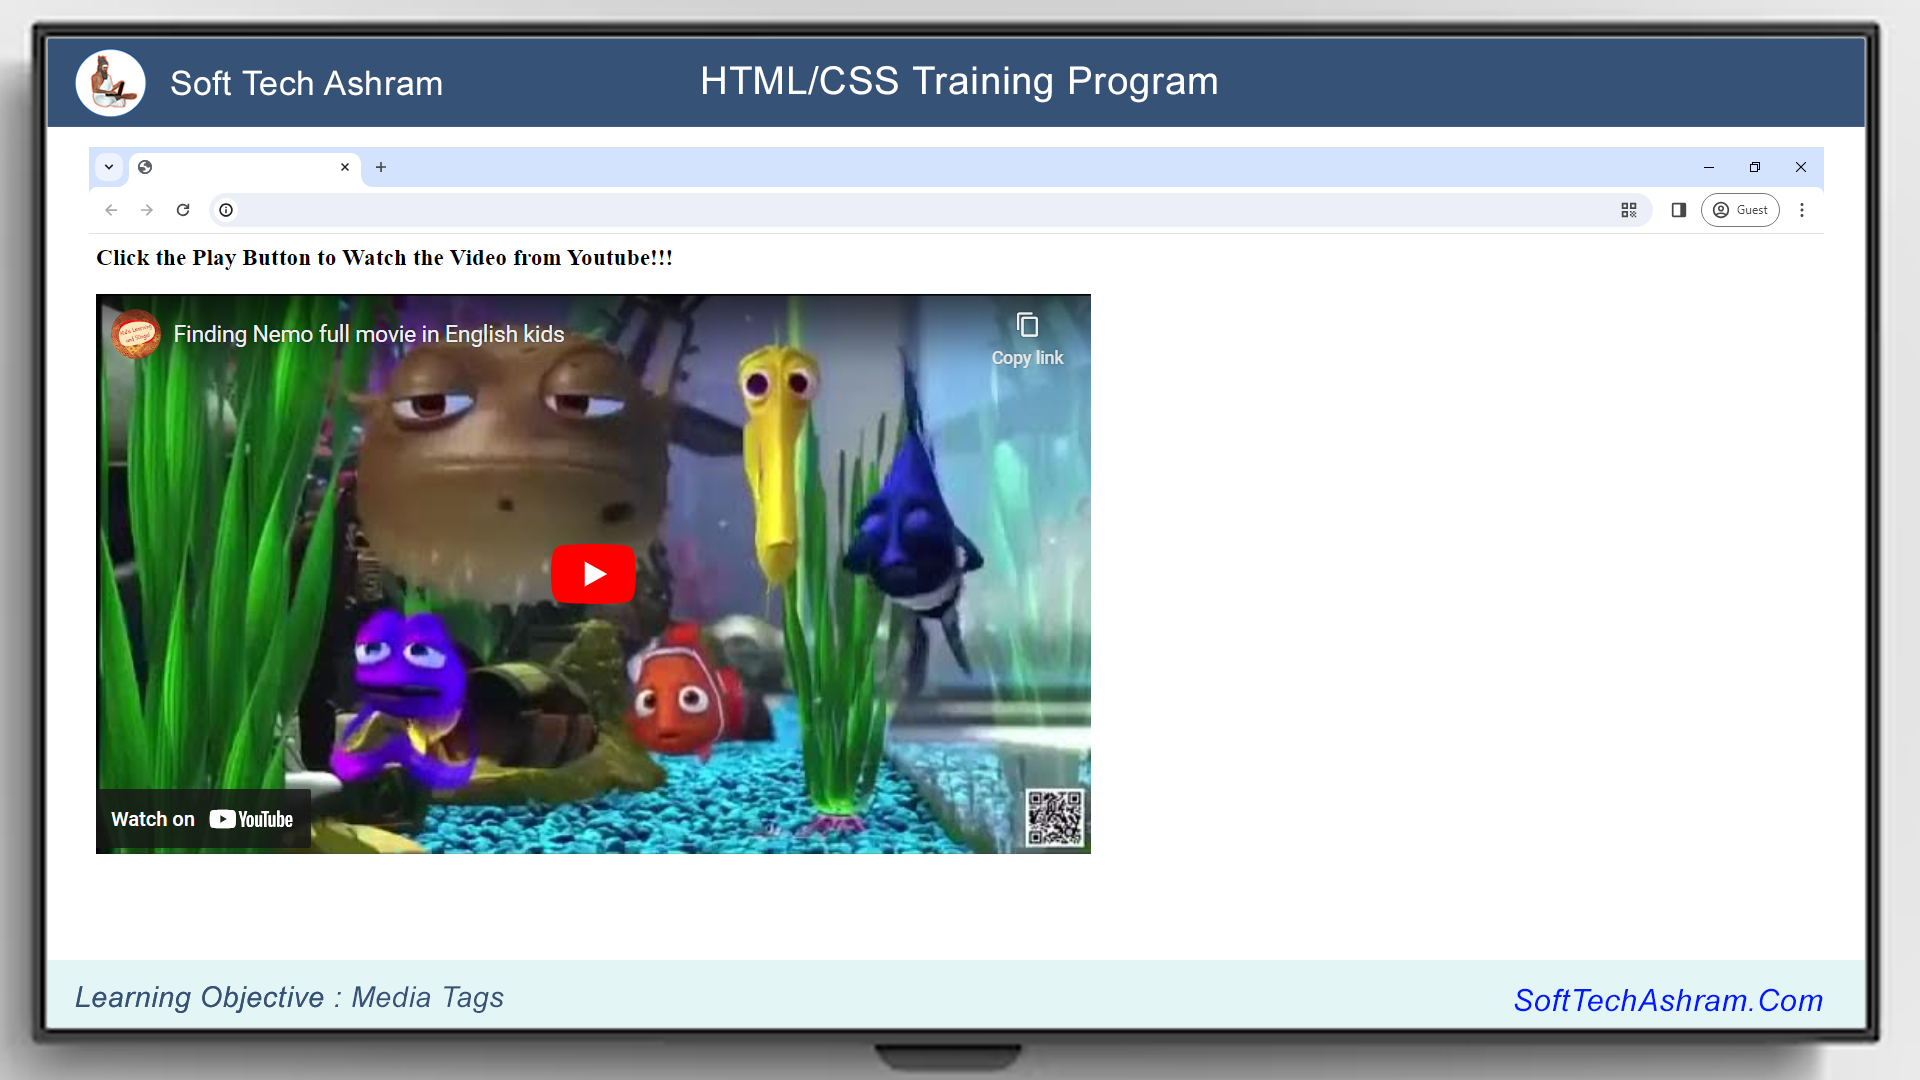 Soft Tech Ashram
HTML/CSS Training Program
Guest
Click the Play Button to Watch the Video from Youtube!!!
Finding Nemo full movie in English kids
Copy link
Watch on YouTube
Learning Objective : Media Tags
SoftTechAshram.Com